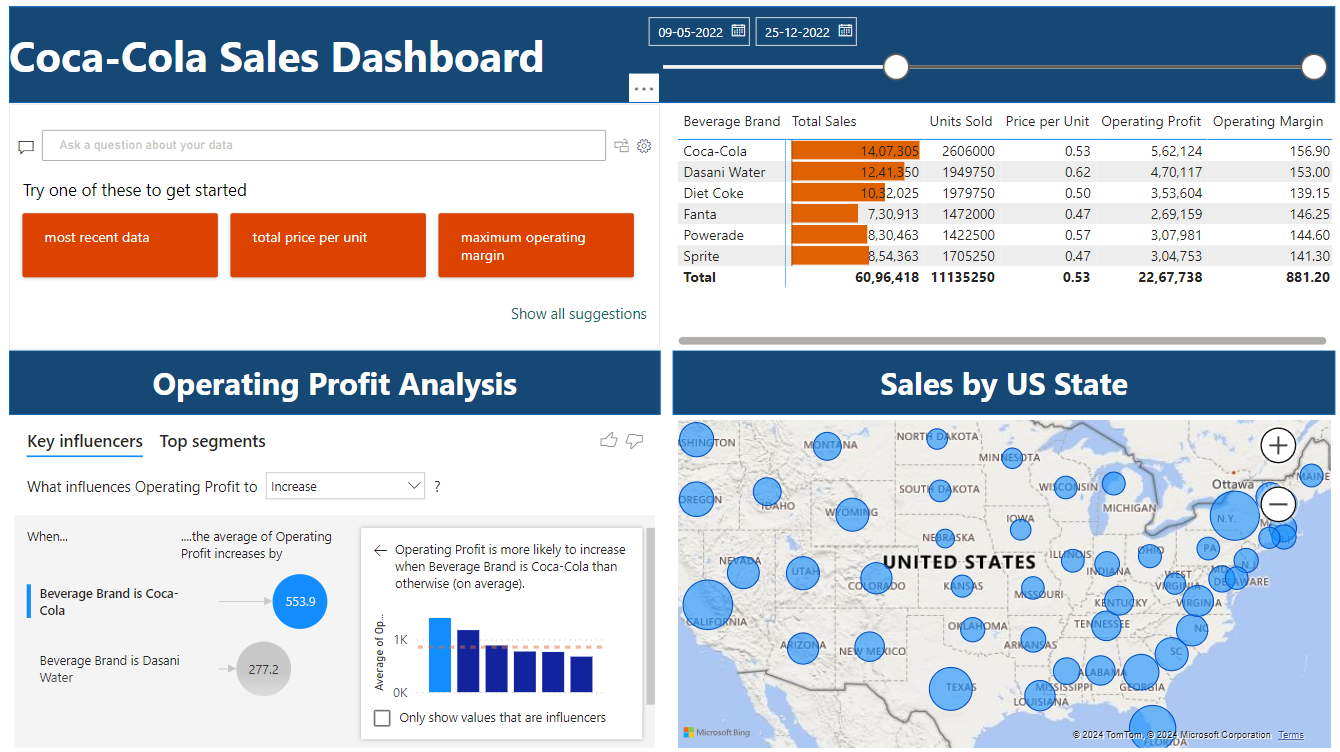 Coca-Cola Sales Dashboard
09-05-2022
25-12-2022
...
Ask a question about your data
Try one of these to get started
most recent data
total price per unit
maximum operating
margin
Show all suggestions
Beverage Brand Total Sales Units Sold Price per Unit Operating Profit Operating Margin
Coca-Cola 14,07,305 2606000 0.53 5,62,124 156.90
Dasani Water 12,41,350 1949750 0.62 4,70,117 153.00
Diet Coke 10,32,025 1979750 0.50 3,53,604 139.15
Fanta 7,30,913 1472000 0.47 2,69,159 146.25
Powerade 8,30,463 1422500 0.57 3,07,981 144.60
Sprite 8,54,363 1705250 0.47 3,04,753 141.30
Total 60,96,418 11135250 0.53 22,67,738 881.20
Operating Profit Analysis
Key influencers Top segments
What influences Operating Profit to Increase ?
When...
....the average of Operating
Profit increases by
Beverage Brand is Coca-
Cola
553.9
Beverage Brand is Dasani
Water
277.2
Operating Profit is more likely to increase
when Beverage Brand is Coca-Cola than
otherwise (on average).
Average of Op...
1K
0K
Only show values that are influencers
Sales by US State
SHINGTON
MONTANA
NORTH DAKOTA
MINNESOTA
Ottawa
MAINE
OREGON
IDAHO
WYOMING
SOUTH DAKOTA
WISCONSIN
MICHIGAN
N.Y.
IOWA
NEBRASKA
NEVADA
UTAH
COLORADO
UNITED STATES
KANSAS
ILLINOIS
INDIANA
OHIO
PA
MD
N.J.
DELAWARE
WEST
VIRGINIA
VIRGINIA
MISSOURI
KENTUCKY
CALIFORNIA
ARIZONA
NEW MEXICO
OKLAHOMA
ARKANSAS
TENNESSEE
NC
SC
TEXAS
LOUISIANA
MISSISSIPPI
ALABAMA
GEORGIA
FLORIDA
Microsoft Bing
© 2024 TomTom, © 2024 Microsoft Corporation Terms